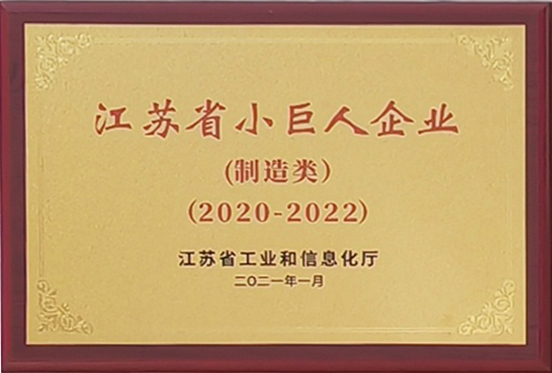 江苏省小巨人企业
(制造类)
(2020-2022)
江苏省工业和信息化厅
二〇二一年一月